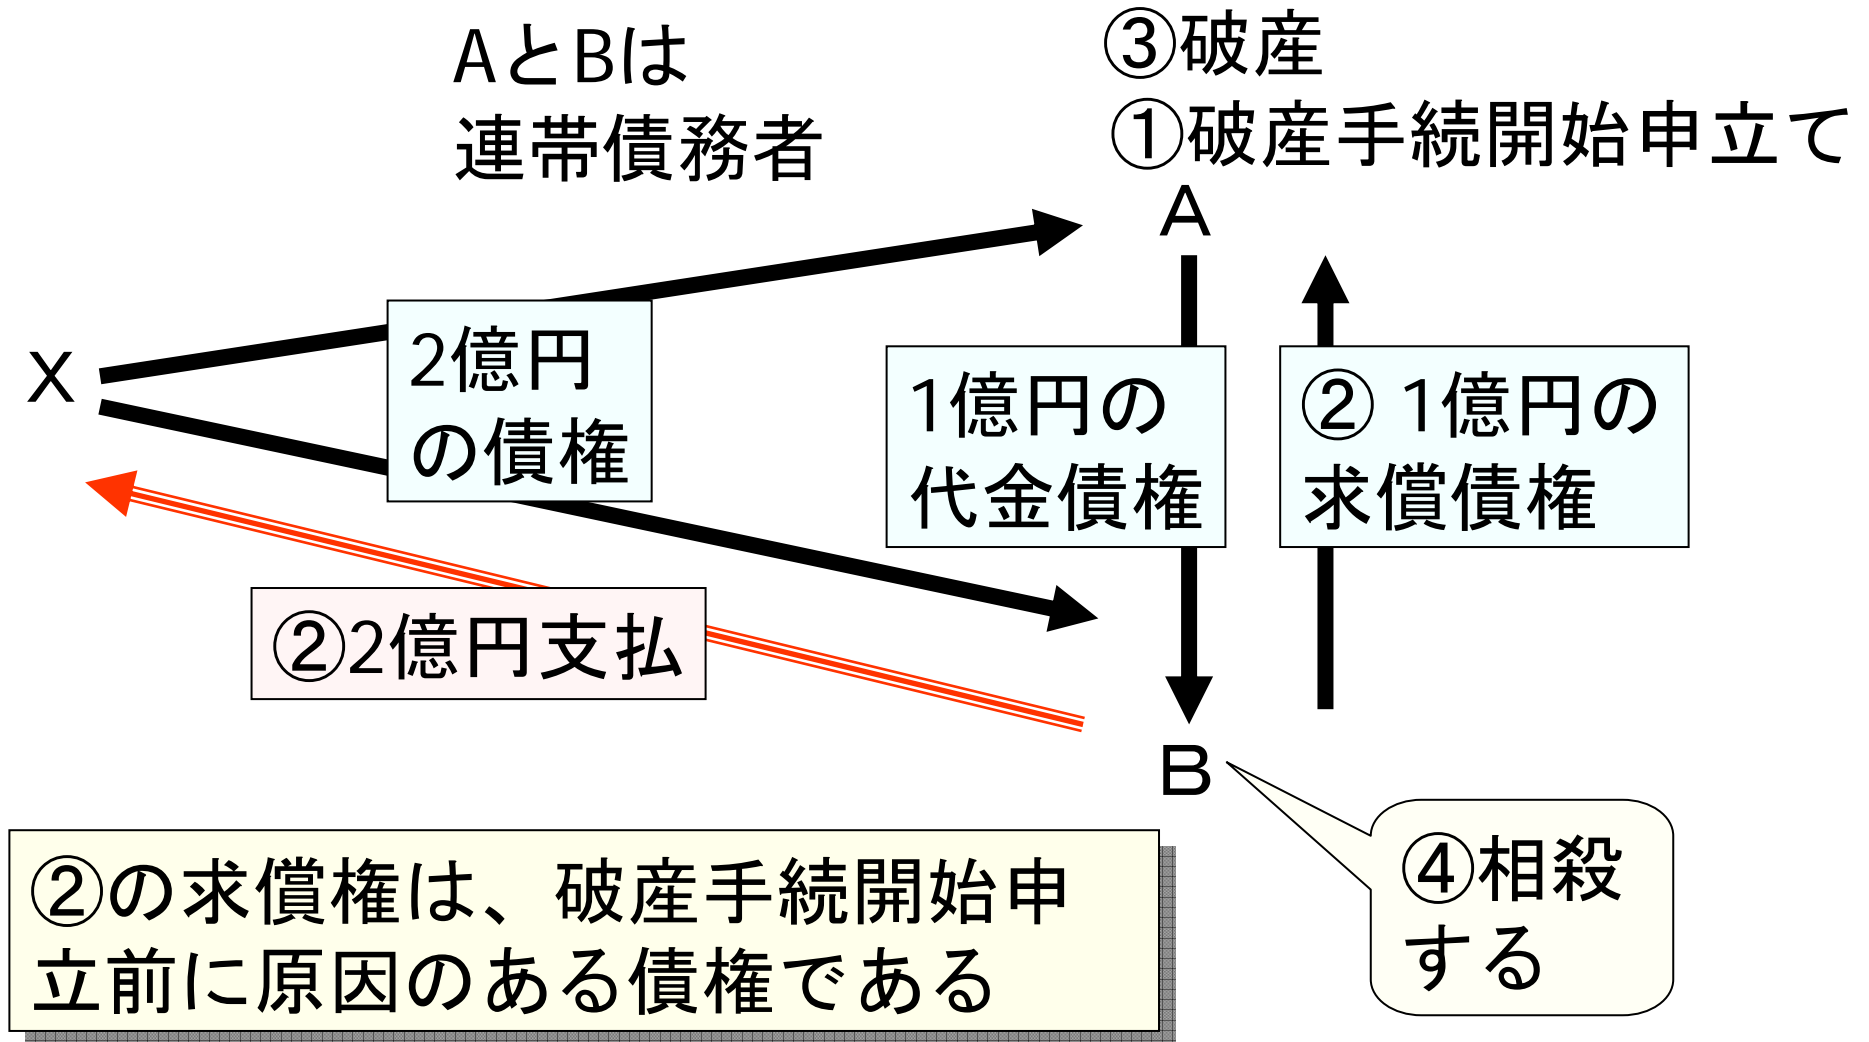 AとBは
連帯債務者
③破産
①破産手続開始申立て
A
X
2億円
の債権
1億円の
代金債権
② 1億円の
求償債権
②2億円支払
B
④相殺
する
②の求償権は、破産手続開始申
立前に原因のある債権である